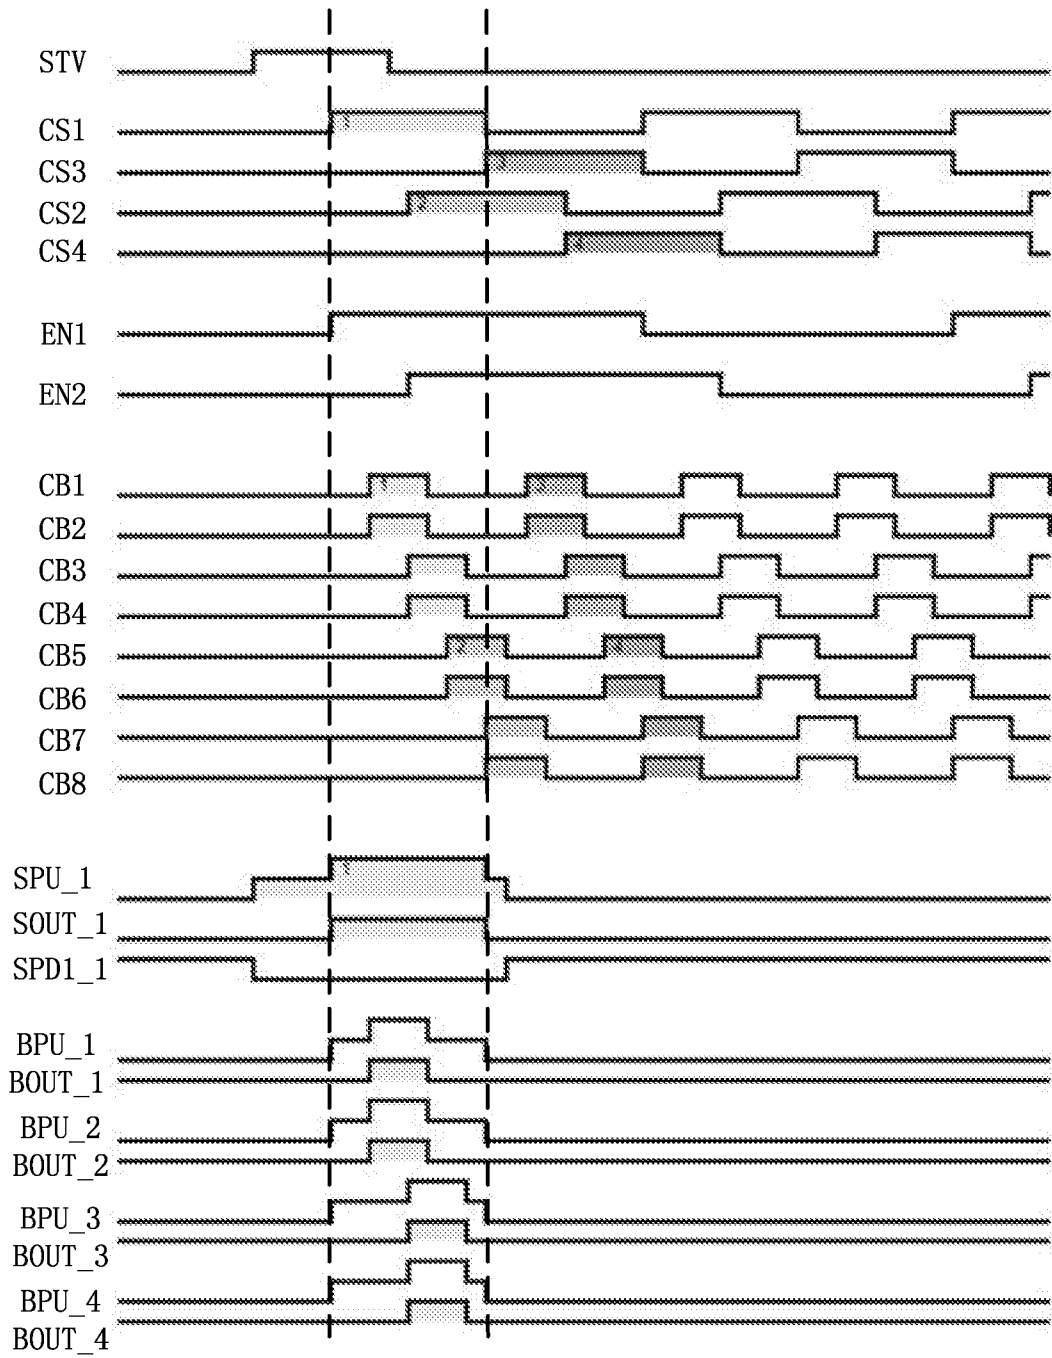 STV
CS1
CS3
CS2
CS4
EN1
EN2
CB1
CB2
CB3
CB4
CB5
CB6
CB7
CB8
SPU_1
SOUT_1
SPD1_1
BPU_1
BOUT_1
BPU_2
BOUT_2
BPU_3
BOUT_3
BPU_4
BOUT_4